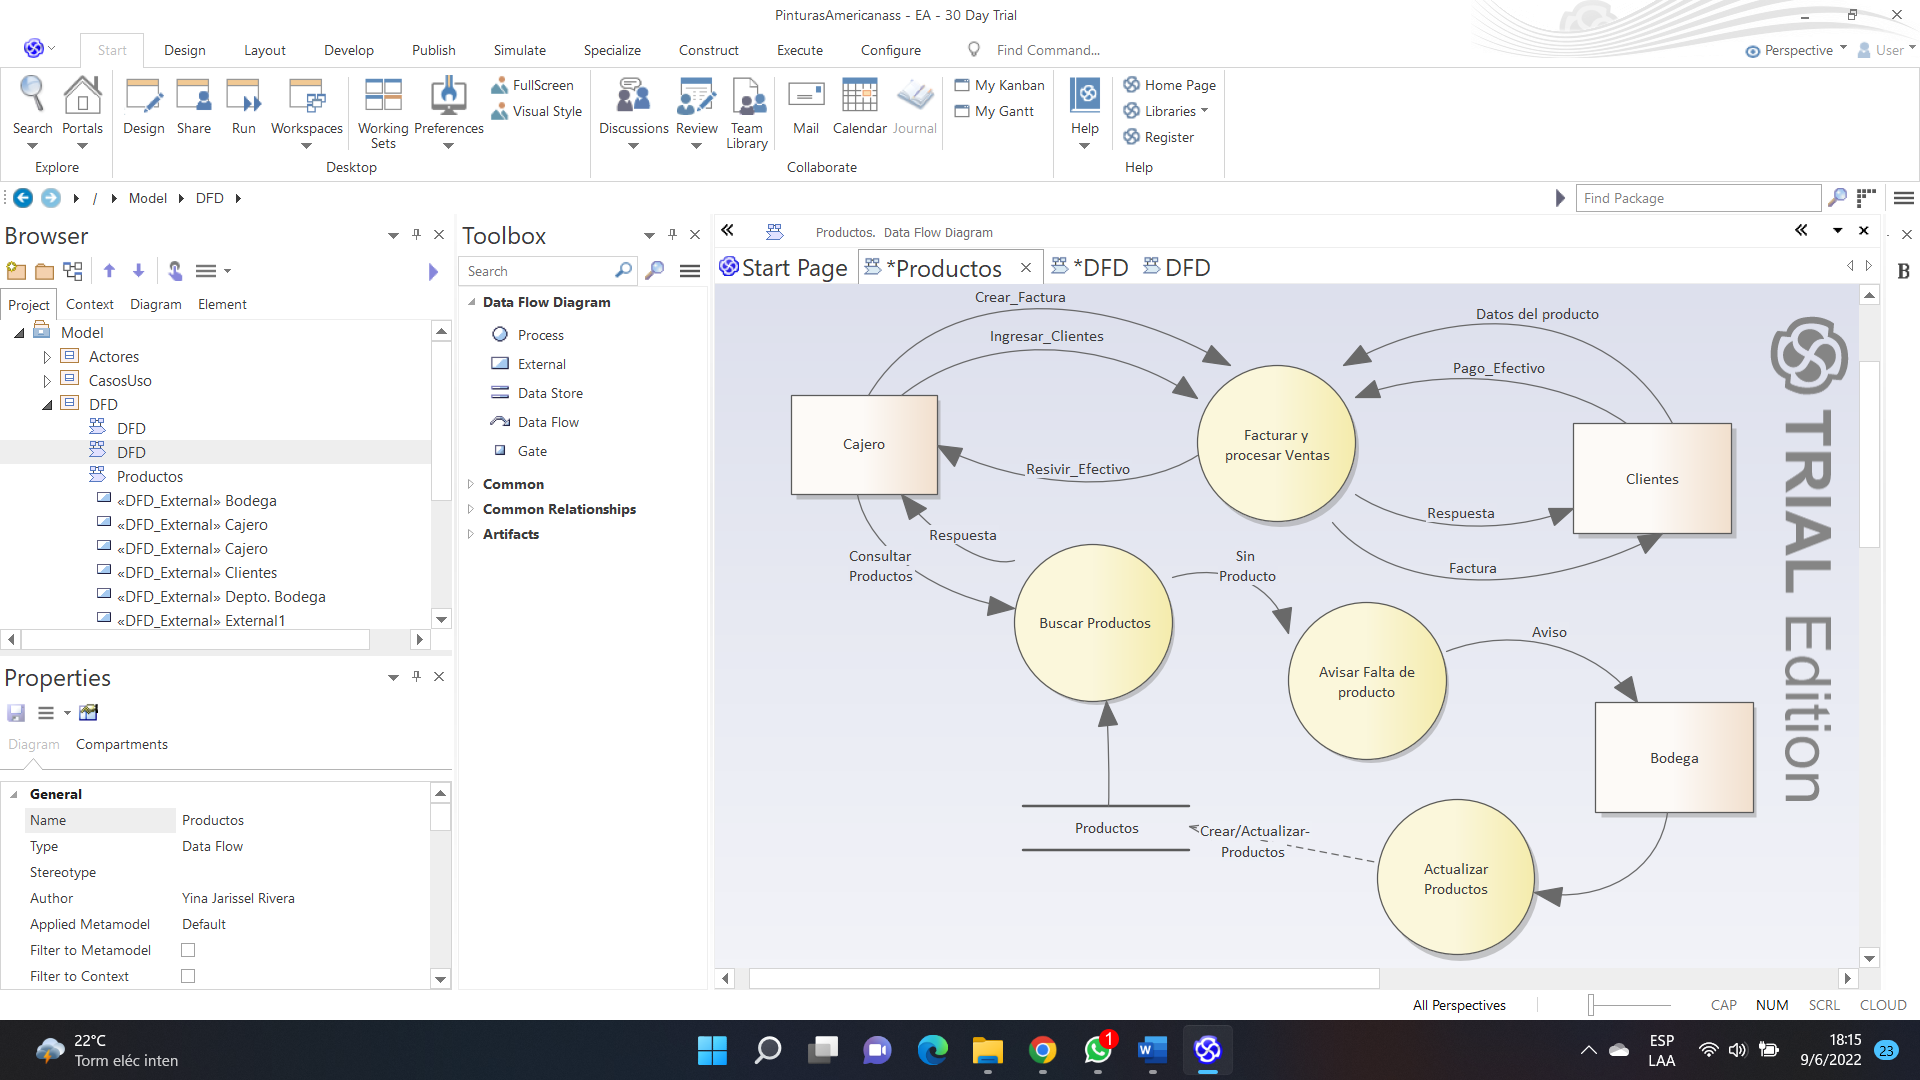 PinturasAmericanass - EA - 30 Day Trial
Start
Design
Layout
Develop
Publish
Simulate
Specialize
Construct
Execute
Configure
Find Command...
Perspective
User
Search
Portals
Explore
Design
Share
Run
Workspaces
Working
Sets
Preferences
FullScreen
Visual Style
Desktop
Discussions
Review
Team
Library
Mail
Calendar
Journal
My Kanban
My Gantt
Collaborate
Help
Home Page
Libraries
Register
Help
/
Model
DFD
Find Package
Browser
Project
Context
Diagram
Element
Model
Actores
CasosUso
DFD
DFD
DFD
Productos
«DFD_External» Bodega
«DFD_External» Cajero
«DFD_External» Cajero
«DFD_External» Clientes
«DFD_External» Depto. Bodega
«DFD_External» External1
Properties
Diagram
Compartments
General
Name Productos
Type Data Flow
Stereotype
Author Yina Jarissel Rivera
Applied Metamodel Default
Filter to Metamodel
Filter to Context
Toolbox
Search
Data Flow Diagram
Process
External
Data Store
Data Flow
Gate
Common
Common Relationships
Artifacts
Productos. Data Flow Diagram
Start Page
*Productos
*DFD
DFD
B
Crear_Factura
Ingresar_Clientes
Datos del producto
Pago_Efectivo
Cajero
Facturar y
procesar Ventas
Clientes
Resivir_Efectivo
Respuesta
Respuesta
Consultar
Productos
Sin
Producto
Factura
Buscar Productos
Avisar Falta de
producto
Aviso
Bodega
Productos
Crear/Actualizar-
Productos
Actualizar
Productos
TRIAL Edition
All Perspectives
CAP
NUM
SCRL
CLOUD
22°C
Torm eléc inten
1
ESP
LAA
18:15
9/6/2022
23